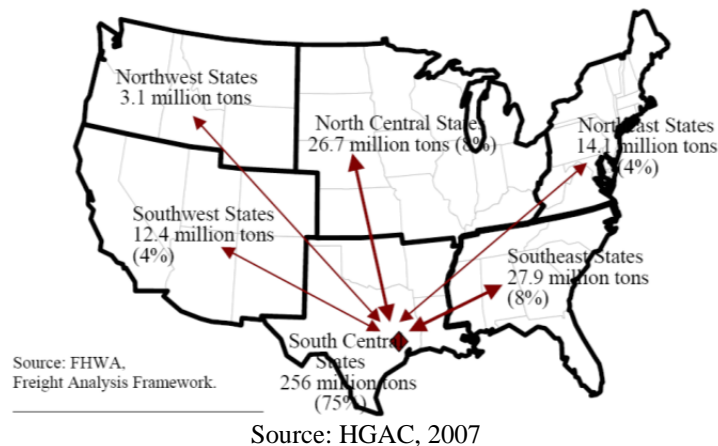 Northwest States
3.1 million tons
North Central States
26.7 million tons (8%)
Northeast States
14.1 million tons
(4%)
Southwest States
12.4 million tons
(4%)
Southeast States
27.9 million tons
(8%)
South Central
States
256 million tons
(75%)
Source: FHWA,
Freight Analysis Framework.
Source: HGAC, 2007